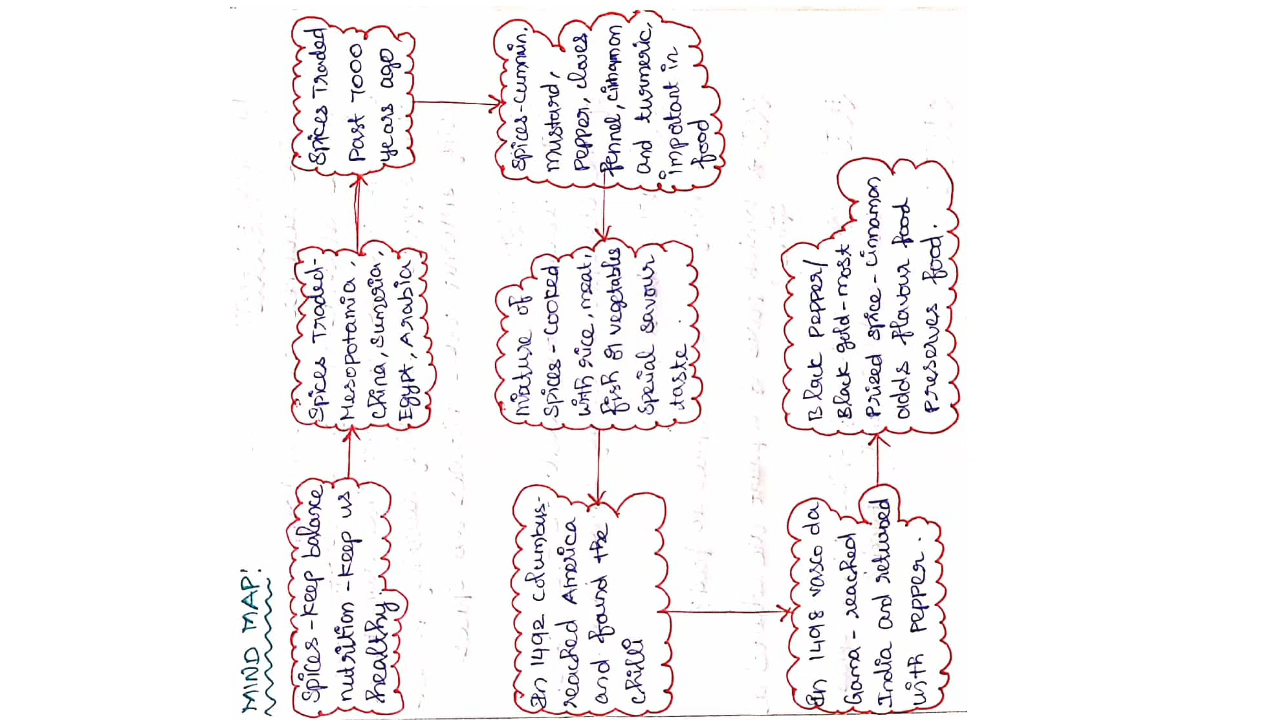 MIND MAP:
Spices - keep balance
nutrition - keep us
healthy
Spices Traded-
Mesopotamia,
China, Sumeria,
Egypt, Arabia
Spices Traded
Past 7000
years ago
Spices-cummin,
mustard,
Pepper, cloves
fennel, cinnamon
and turmeric,
important in
food
mixture of
Spices - cooked
with rice, meat,
fish or vegetables
Special savour
taste.
In 1492 columbus-
reached America
and found the
chilli
In 1498 vasco da
Gama - reached
India and returned
with pepper.
Black Pepper/
Black gold-most
Prized spice-cinnamon
adds flavour food
Preserves food.